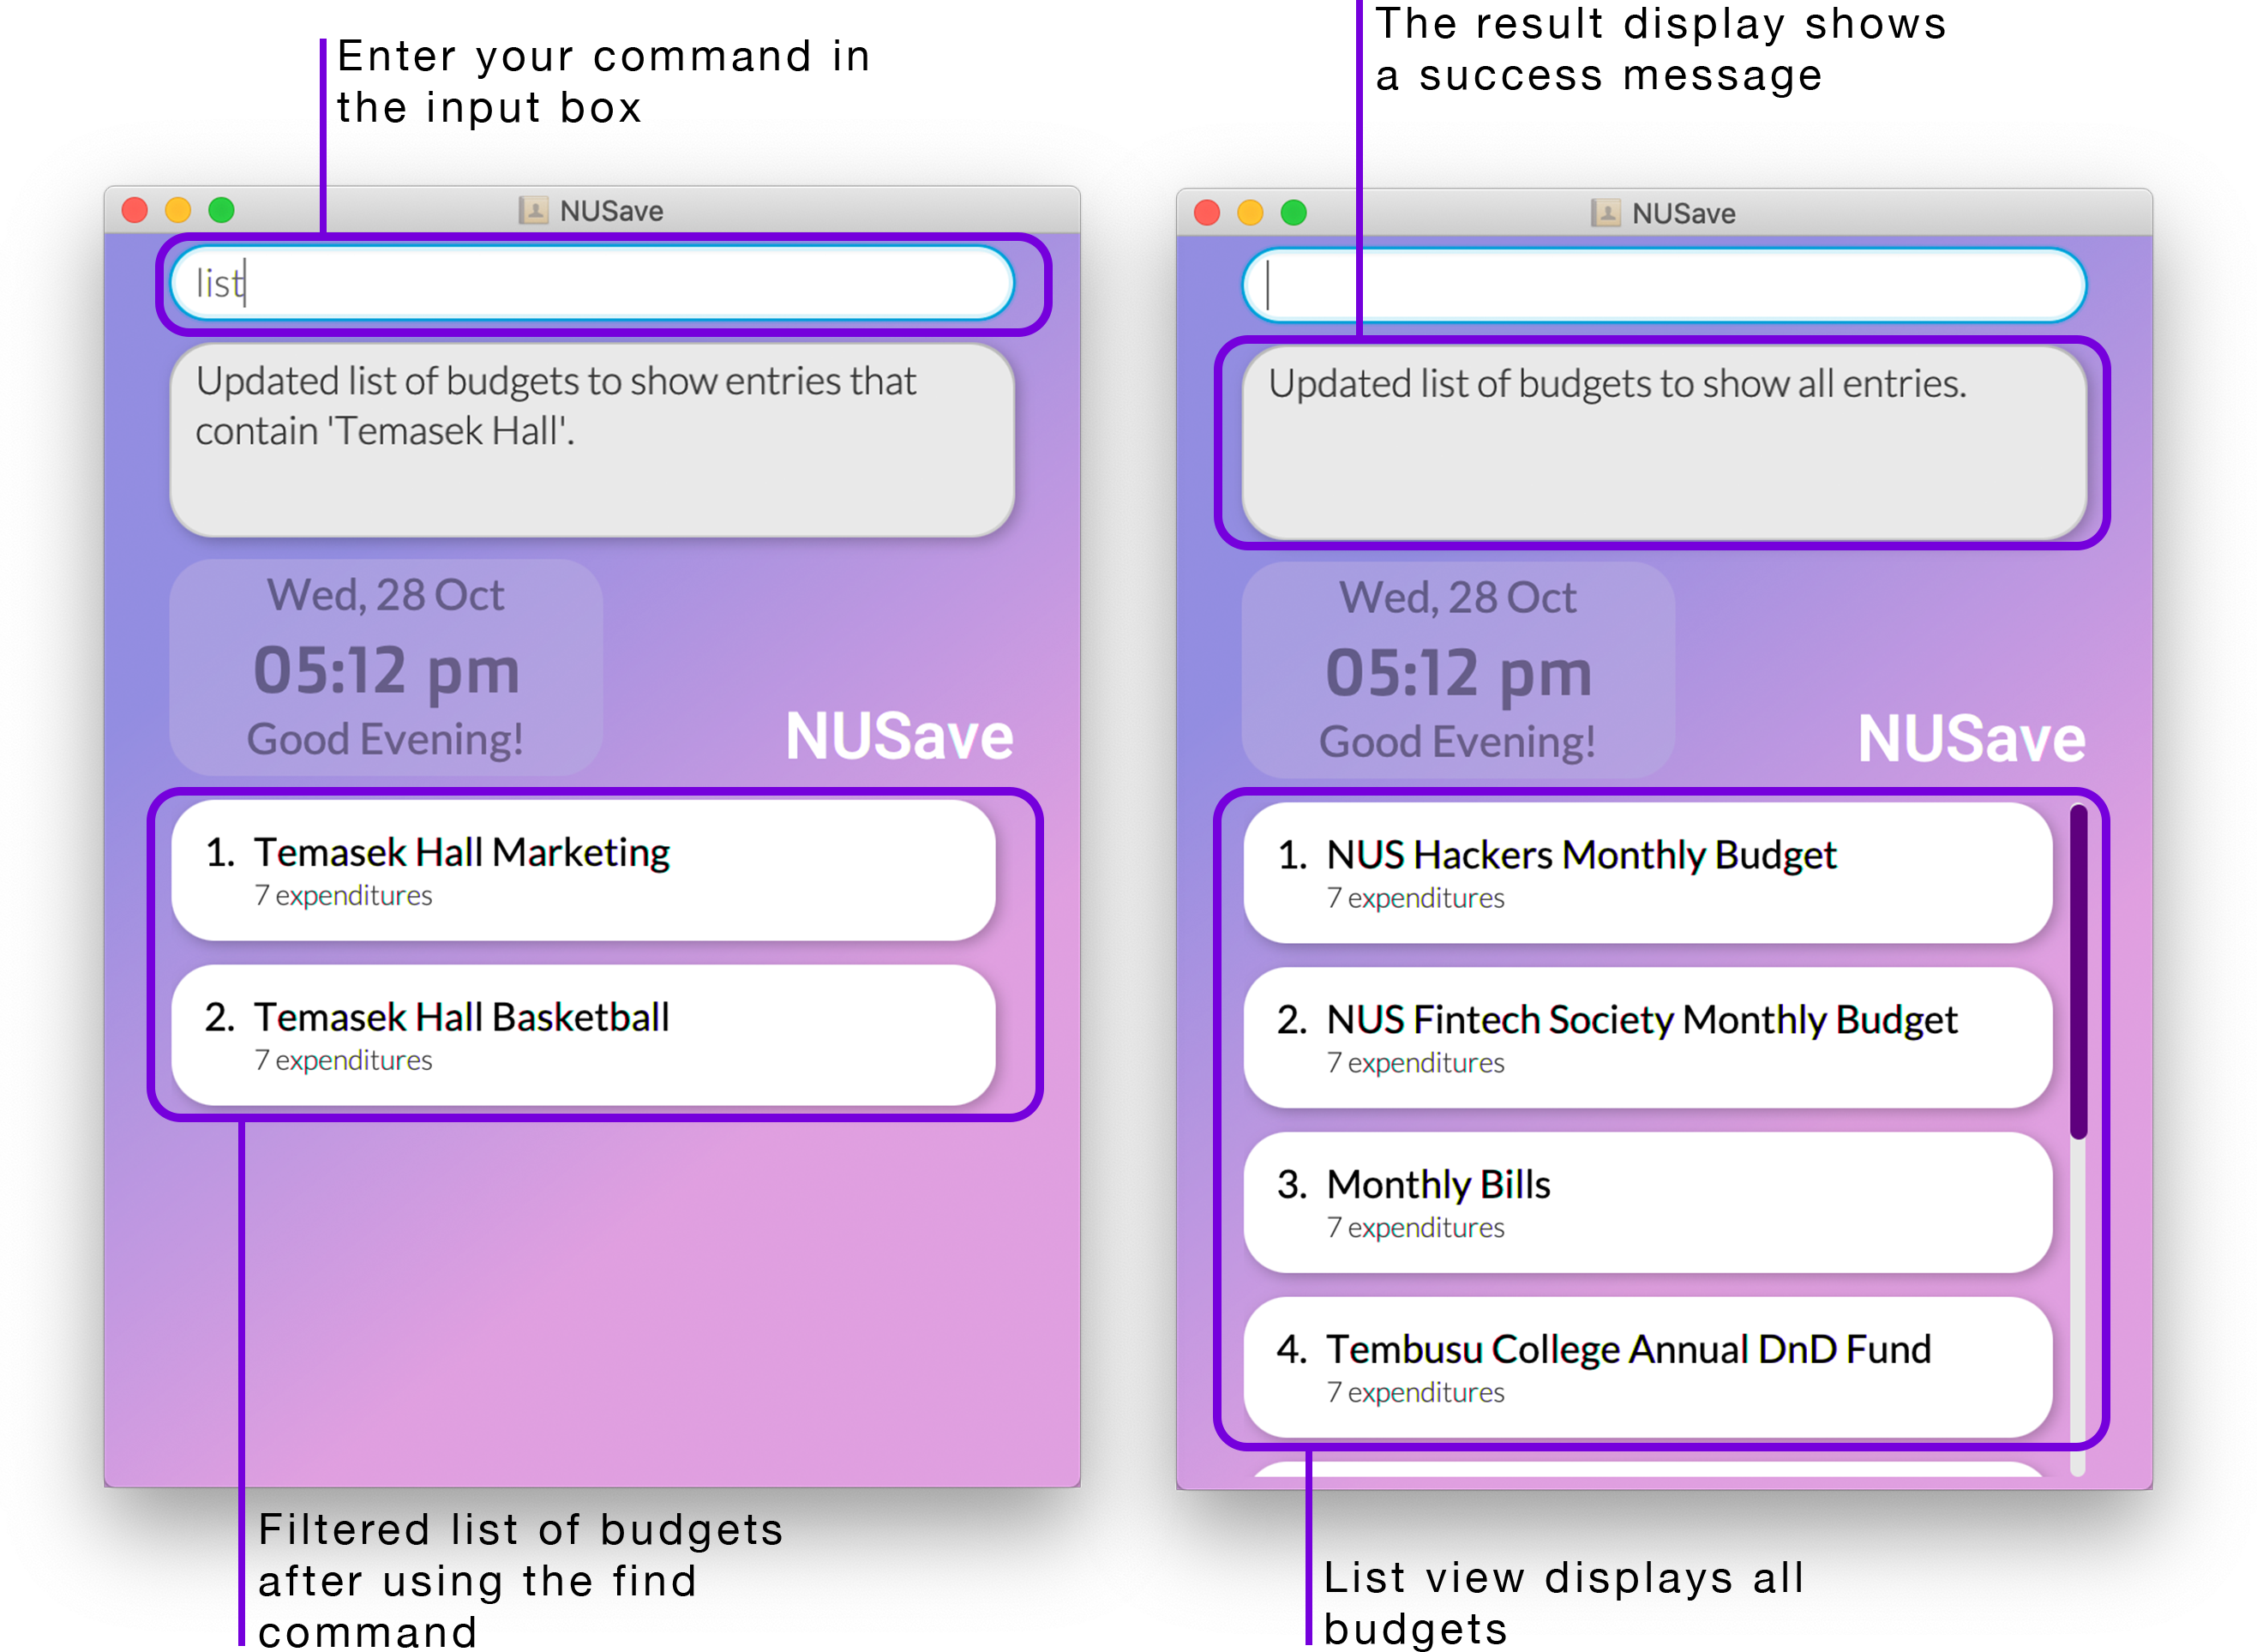 Enter your command in
the input box
NUSave
list
Updated list of budgets to show entries that
contain 'Temasek Hall'.
Wed, 28 Oct
05:12 pm
Good Evening!
NUSave
1. Temasek Hall Marketing
7 expenditures
2. Temasek Hall Basketball
7 expenditures
Filtered list of budgets
after using the find
command
The result display shows
a success message
NUSave
Updated list of budgets to show all entries.
Wed, 28 Oct
05:12 pm
Good Evening!
NUSave
1. NUS Hackers Monthly Budget
7 expenditures
2. NUS Fintech Society Monthly Budget
7 expenditures
3. Monthly Bills
7 expenditures
4. Tembusu College Annual DnD Fund
7 expenditures
List view displays all
budgets